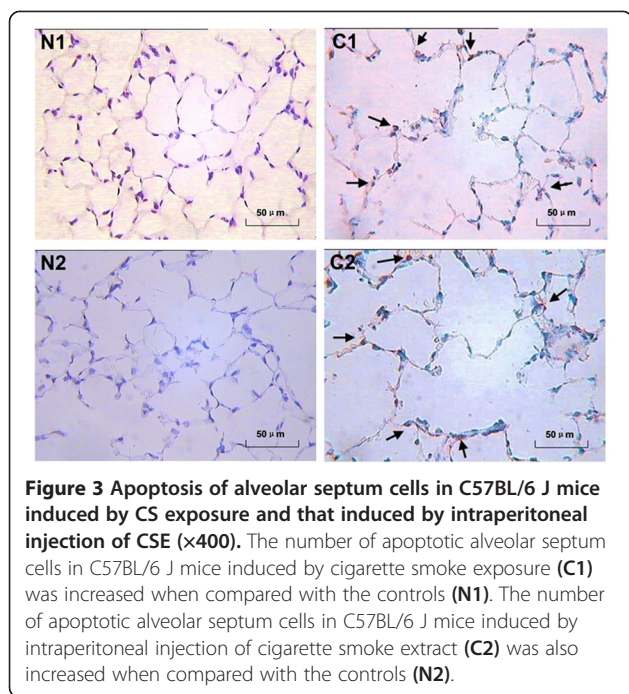 N1
C1
50 μm
50 μm
N2
C2
50 μm
50 μm
Figure 3 Apoptosis of alveolar septum cells in C57BL/6 J mice
induced by CS exposure and that induced by intraperitoneal
injection of CSE (×400). The number of apoptotic alveolar septum
cells in C57BL/6 J mice induced by cigarette smoke exposure (C1)
was increased when compared with the controls (N1). The number
of apoptotic alveolar septum cells in C57BL/6 J mice induced by
intraperitoneal injection of cigarette smoke extract (C2) was also
increased when compared with the controls (N2).